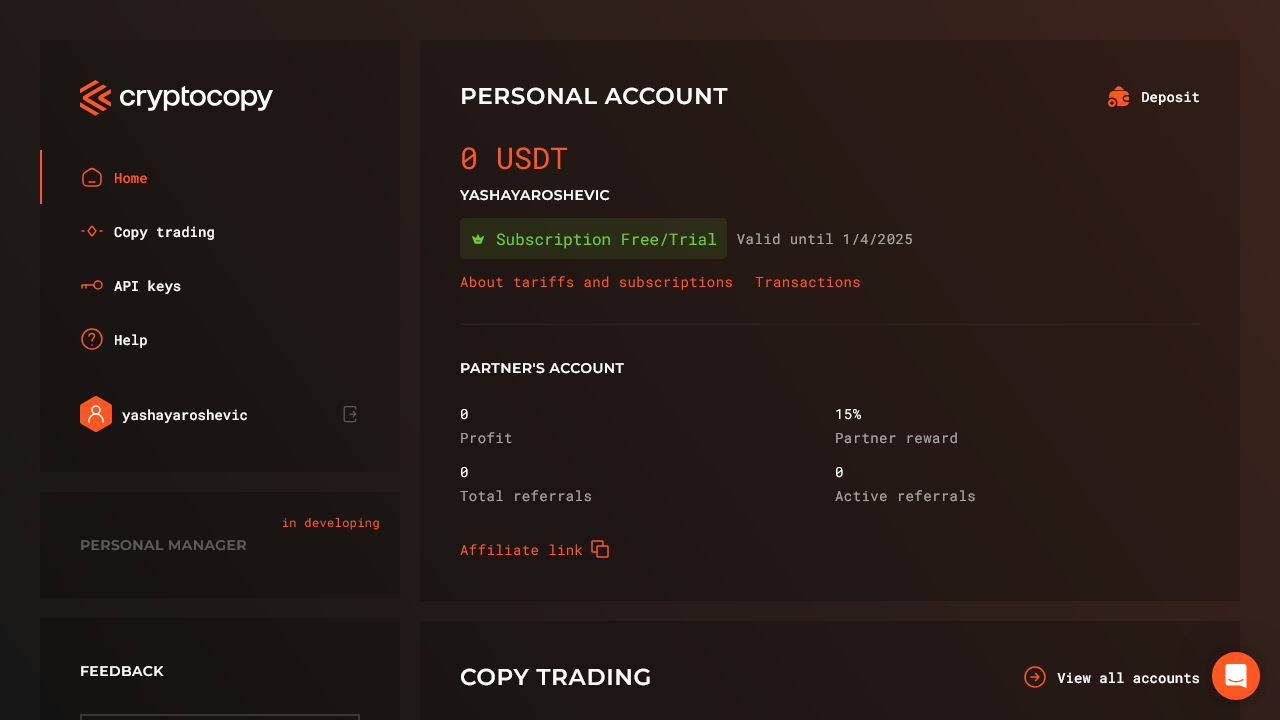 cryptocopy
Home
Copy trading
API keys
Help
yashayaroshevic
in developing
PERSONAL MANAGER
FEEDBACK
PERSONAL ACCOUNT
Deposit
0 USDT
YASHAYAROSHEVIC
Subscription Free/Trial Valid until 1/4/2025
About tariffs and subscriptions Transactions
PARTNER'S ACCOUNT
0
Profit
15%
Partner reward
0
Total referrals
0
Active referrals
Affiliate link
COPY TRADING
View all accounts